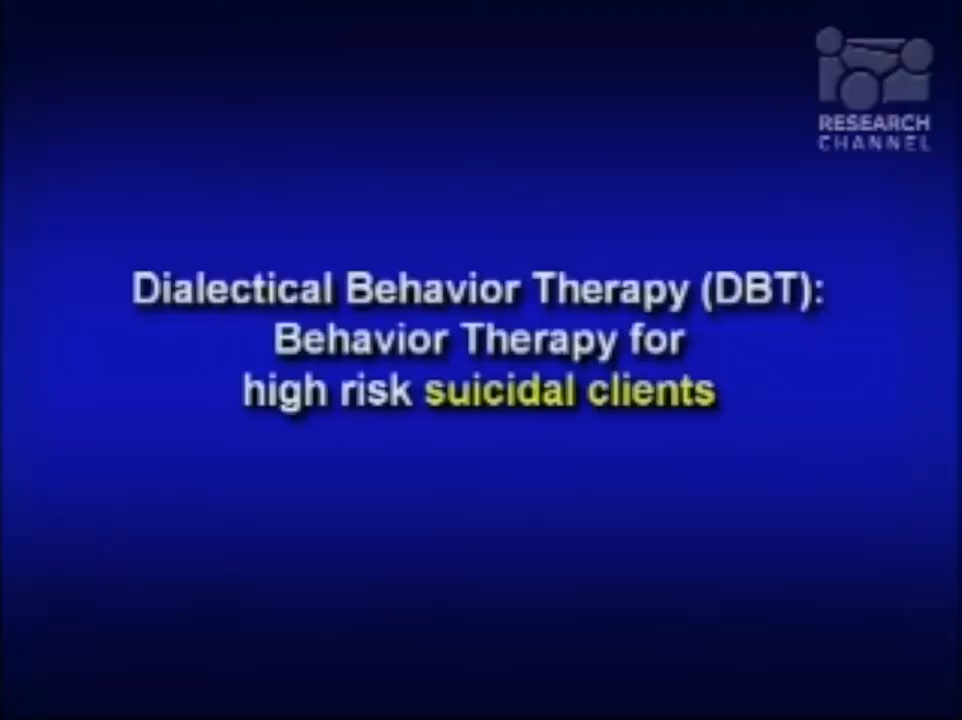 RESEARCH
CHANNEL
Dialectical Behavior Therapy (DBT):
Behavior Therapy for
high risk suicidal clients